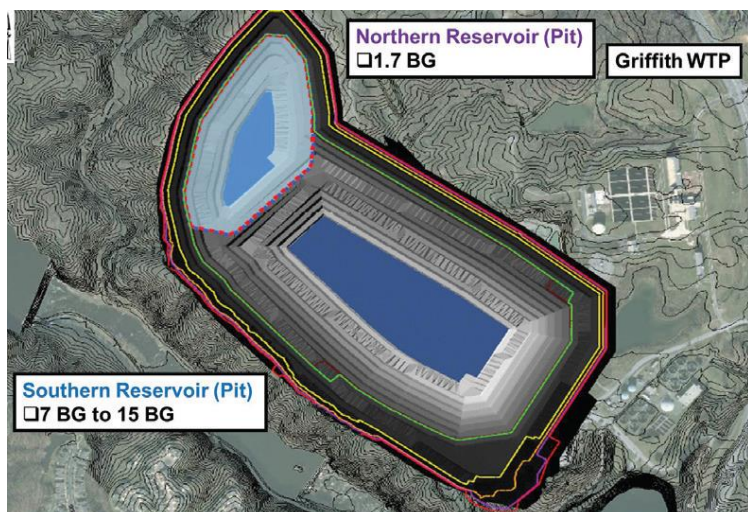 Northern Reservoir (Pit)
❑1.7 BG
Griffith WTP
Southern Reservoir (Pit)
❑7 BG to 15 BG